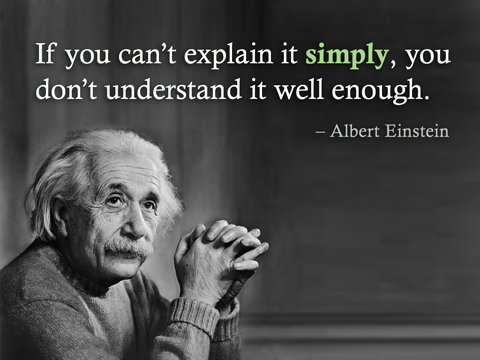 If you can’t explain it simply, you
don’t understand it well enough.
– Albert Einstein